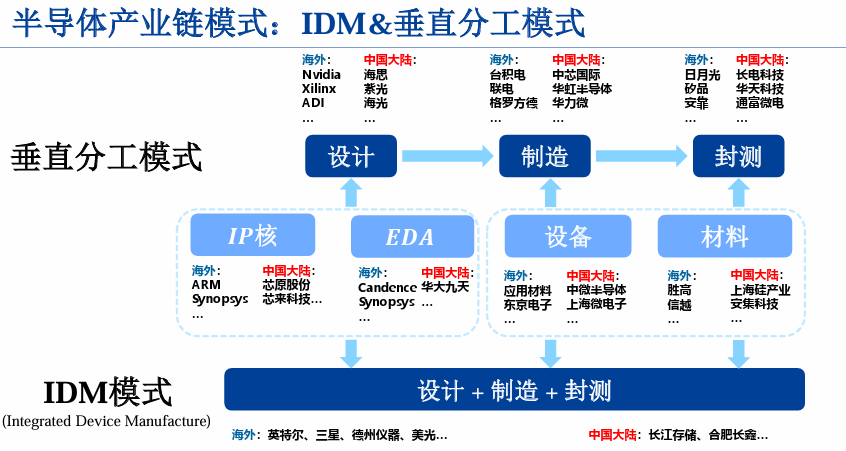 半导体产业链模式：IDM&垂直分工模式
海外： 中国大陆：
Nvidia 海思
Xilinx 紫光
ADI 海光
… …
海外： 中国大陆：
台积电 中芯国际
联电 华虹半导体
格罗方德 华力微
… …
海外： 中国大陆：
日月光 长电科技
矽品 华天科技
安靠 通富微电
… …
垂直分工模式
设计
制造
封测
IP核
EDA
设备
材料
海外： 中国大陆：
ARM 芯原股份
Synopsys 芯来科技…
…
海外： 中国大陆：
Candence 华大九天
Synopsys …
…
海外： 中国大陆：
应用材料 中微半导体
东京电子 上海微电子
… …
海外： 中国大陆：
胜高 上海硅产业
信越 安集科技
… …
IDM模式
(Integrated Device Manufacture)
设计 + 制造 + 封测
海外：英特尔、三星、德州仪器、美光…
中国大陆：长江存储、合肥长鑫…